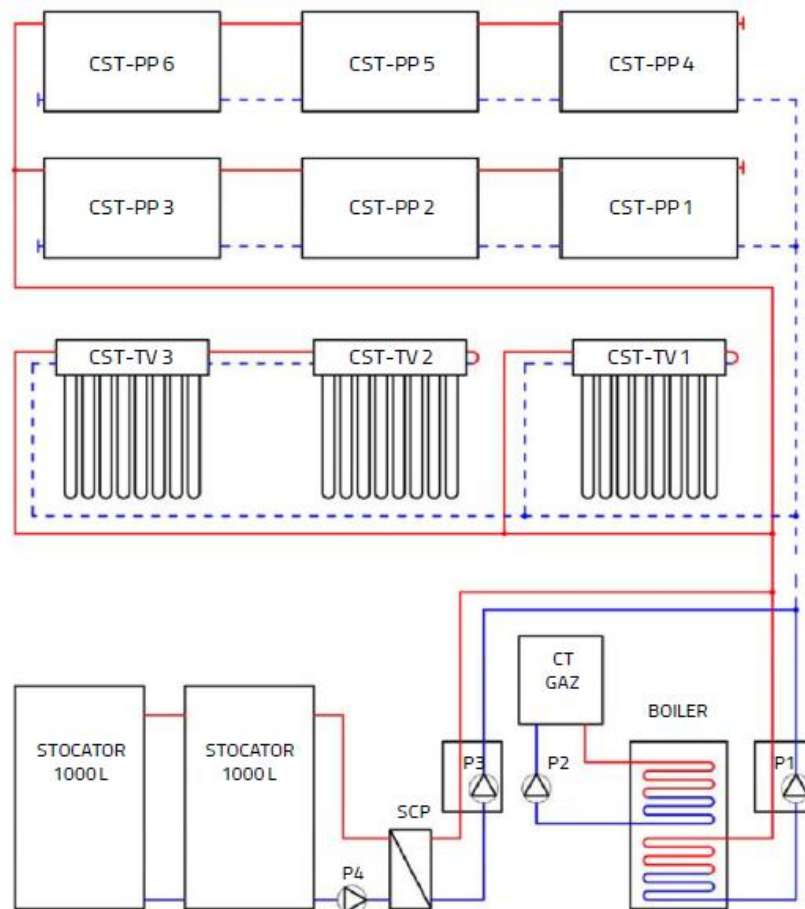 CST-PP 6
CST-PP 5
CST-PP 4
CST-PP 3
CST-PP 2
CST-PP 1
CST-TV 3
CST-TV 2
CST-TV 1
CT
GAZ
BOILER
STOCATOR
1000 L
STOCATOR
1000 L
P3
P2
P1
SCP
P4